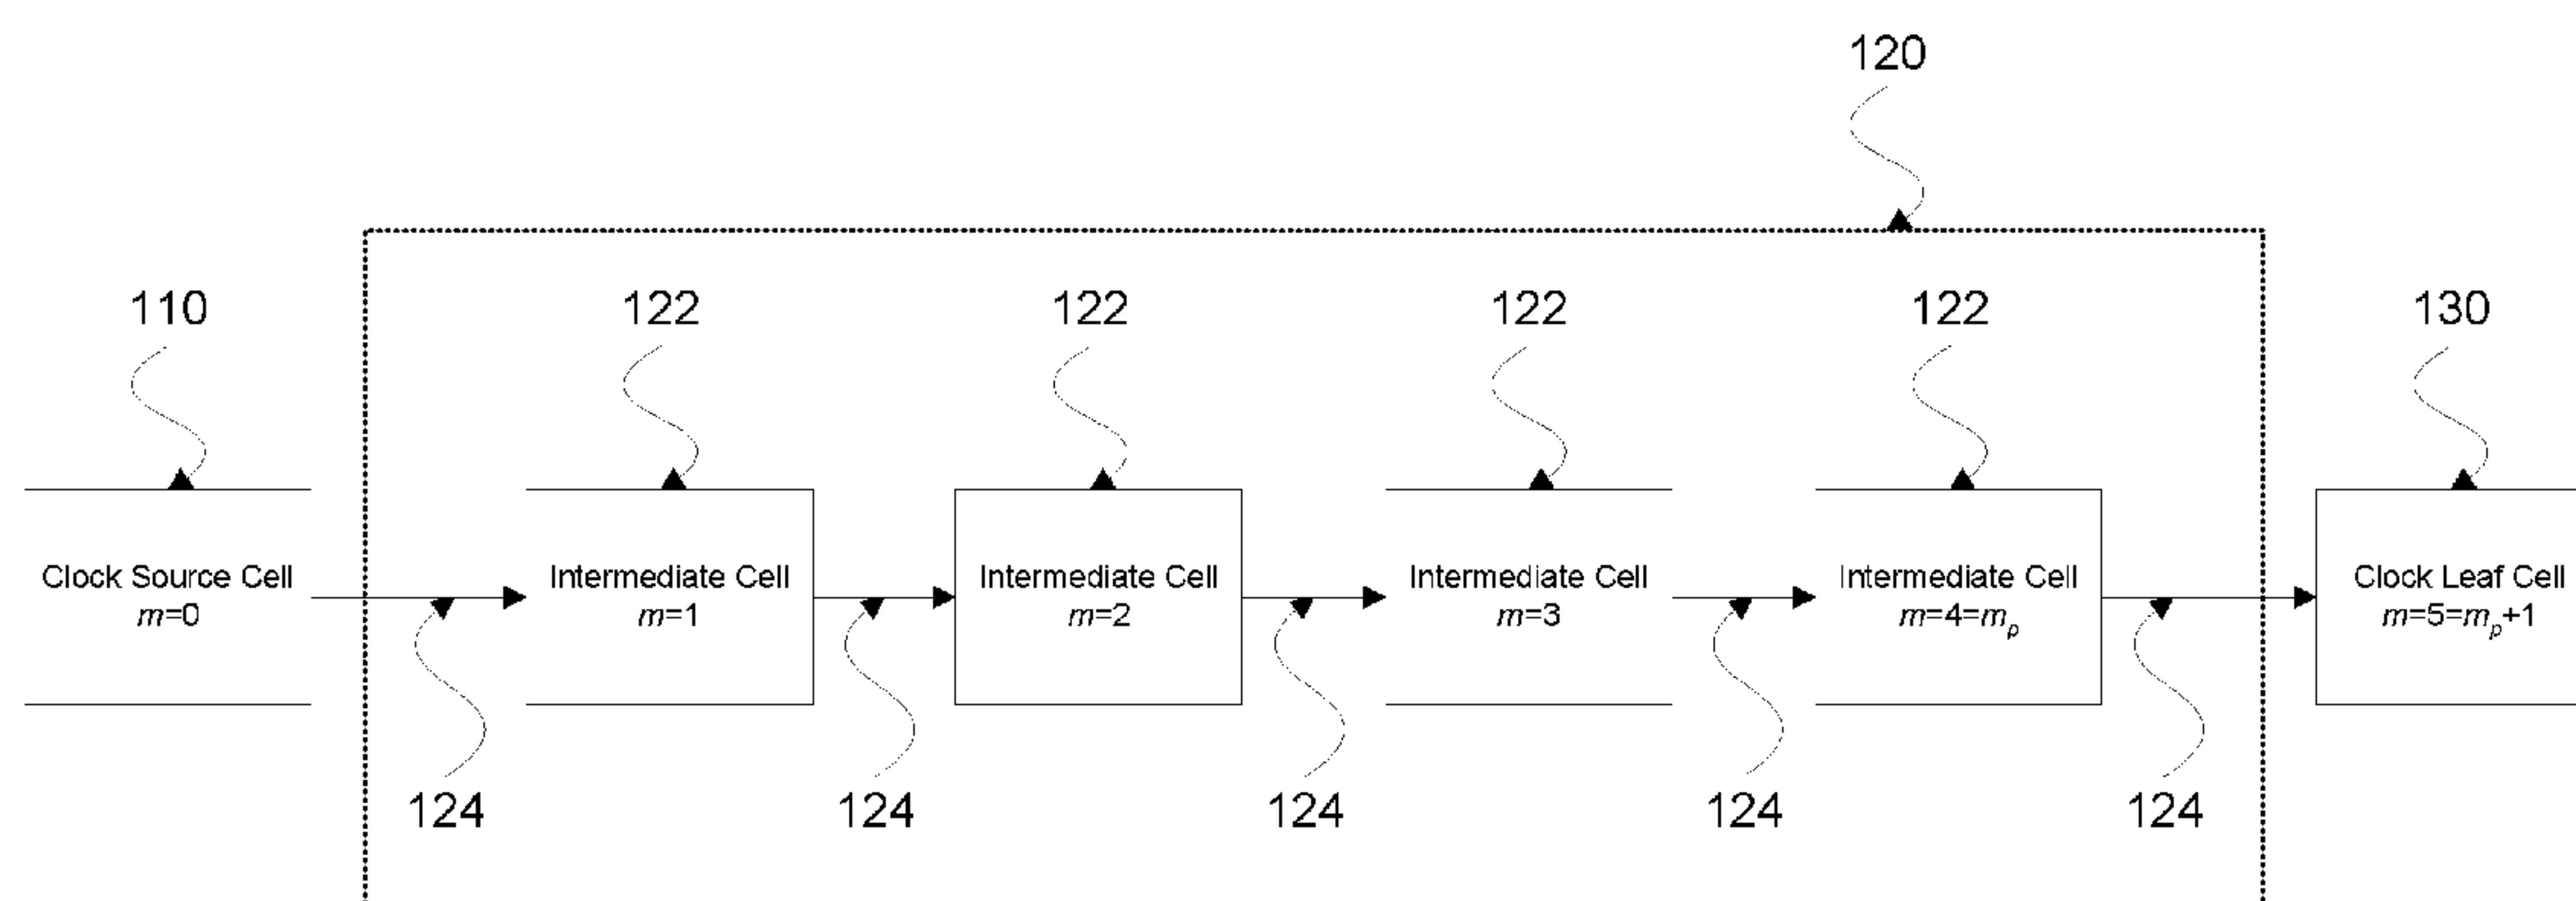 120
110
122
122
122
122
130
Clock Source Cell
m=0
Intermediate Cell
m=1
Intermediate Cell
m=2
Intermediate Cell
m=3
Intermediate Cell
m=4=mp
Clock Leaf Cell
m=5=mp+1
124
124
124
124
124